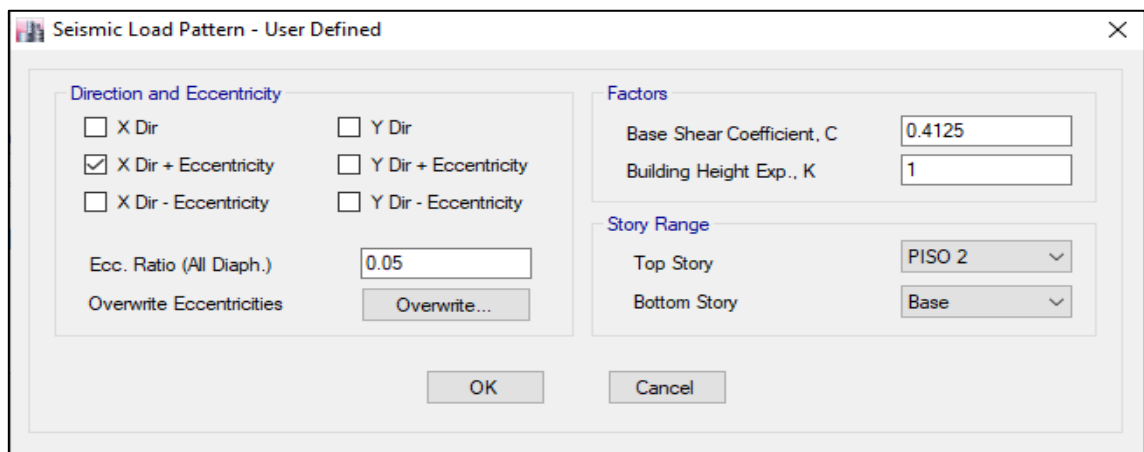 Seismic Load Pattern - User Defined
Direction and Eccentricity
X Dir
Y Dir
X Dir + Eccentricity
Y Dir + Eccentricity
X Dir - Eccentricity
Y Dir - Eccentricity
Ecc. Ratio (All Diaph.)
0.05
Overwrite Eccentricities
Overwrite...
Factors
Base Shear Coefficient, C
0.4125
Building Height Exp., K
1
Story Range
Top Story
PISO 2
Bottom Story
Base
OK
Cancel